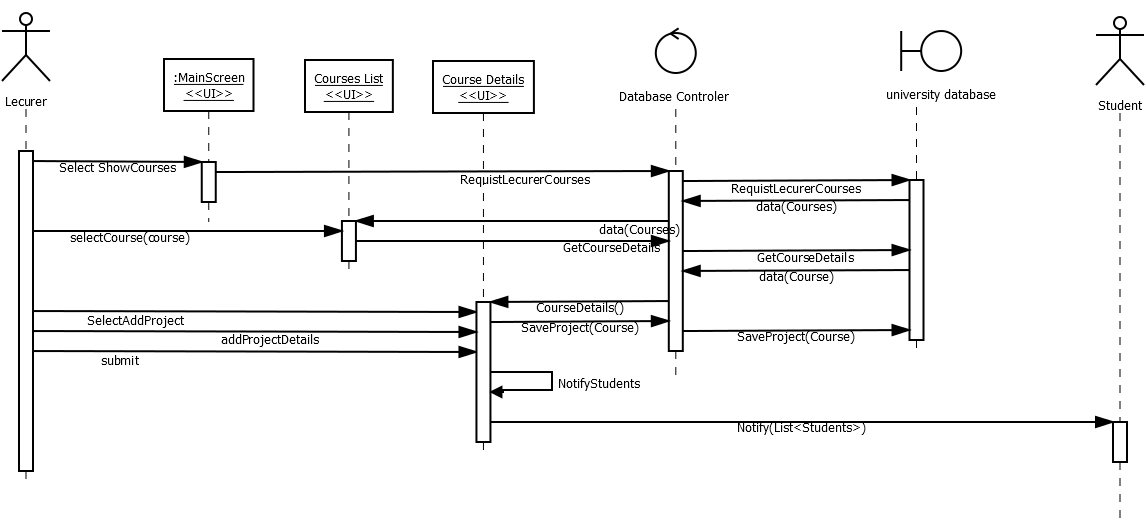 :MainScreen
<<UI>>
Courses List
<<UI>>
Course Details
<<UI>>
Lecurer
Database Controler
university database
Student
Select ShowCourses
RequistLecurerCourses
RequistLecurerCourses
data(Courses)
data(Courses)
selectCourse(course)
GetCourseDetails
GetCourseDetails
data(Course)
CourseDetails()
SelectAddProject
SaveProject(Course)
SaveProject(Course)
addProjectDetails
submit
NotifyStudents
Notify(List<Students>)